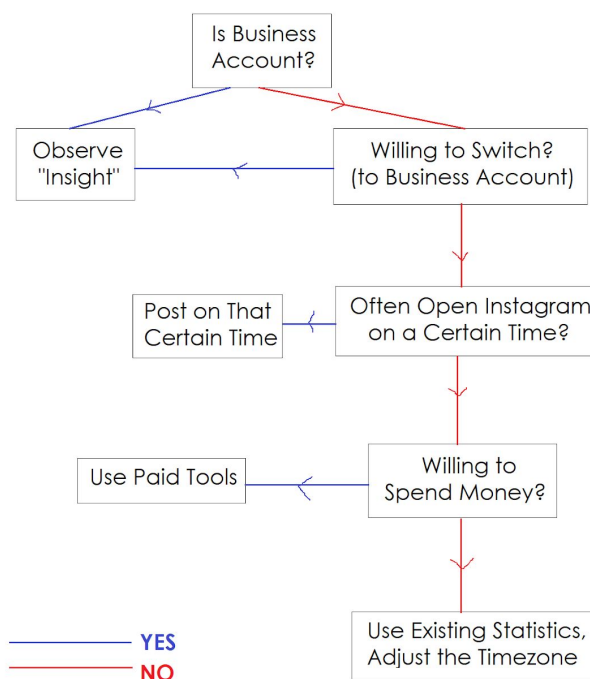 Is Business
Account?
Observe
"Insight"
Willing to Switch?
(to Business Account)
Post on That
Certain Time
Often Open Instagram
on a Certain Time?
Use Paid Tools
Willing to
Spend Money?
Use Existing Statistics,
Adjust the Timezone
YES
NO